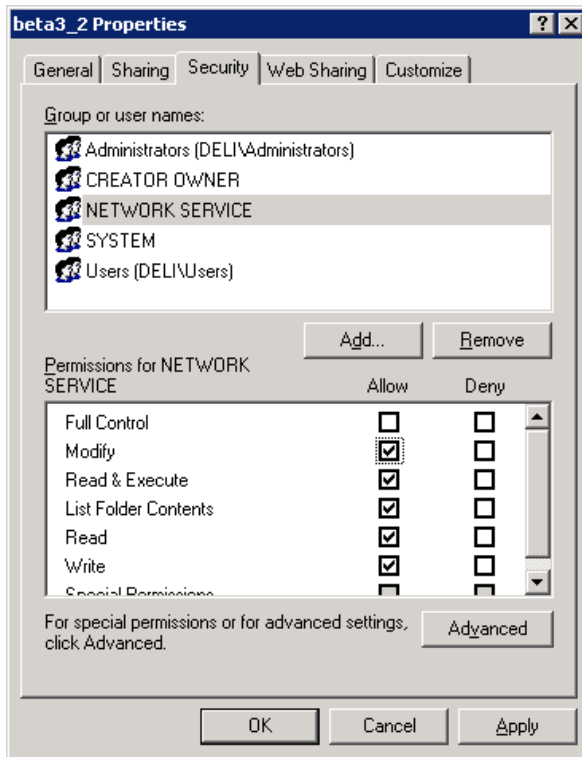 beta3_2 Properties
General Sharing Security Web Sharing Customize
Group or user names:
Administrators (DELI\Administrators)
CREATOR OWNER
NETWORK SERVICE
SYSTEM
Users (DELI\Users)
Add... Remove
Permissions for NETWORK
SERVICE Allow Deny
Full Control
Modify
Read & Execute
List Folder Contents
Read
Write
Special Permissions
For special permissions or for advanced settings,
click Advanced.
Advanced
OK Cancel Apply